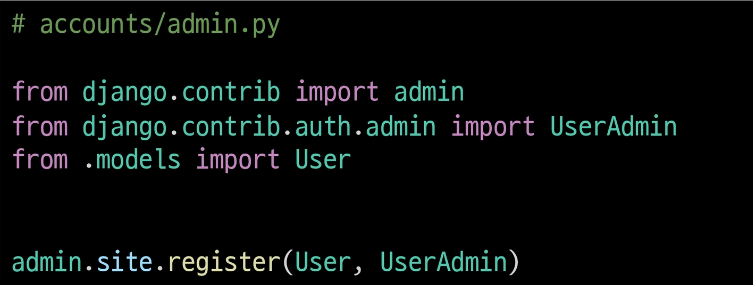 # accounts/admin.py
from django.contrib import admin
from django.contrib.auth.admin import UserAdmin
from .models import User
admin.site.register(User, UserAdmin)